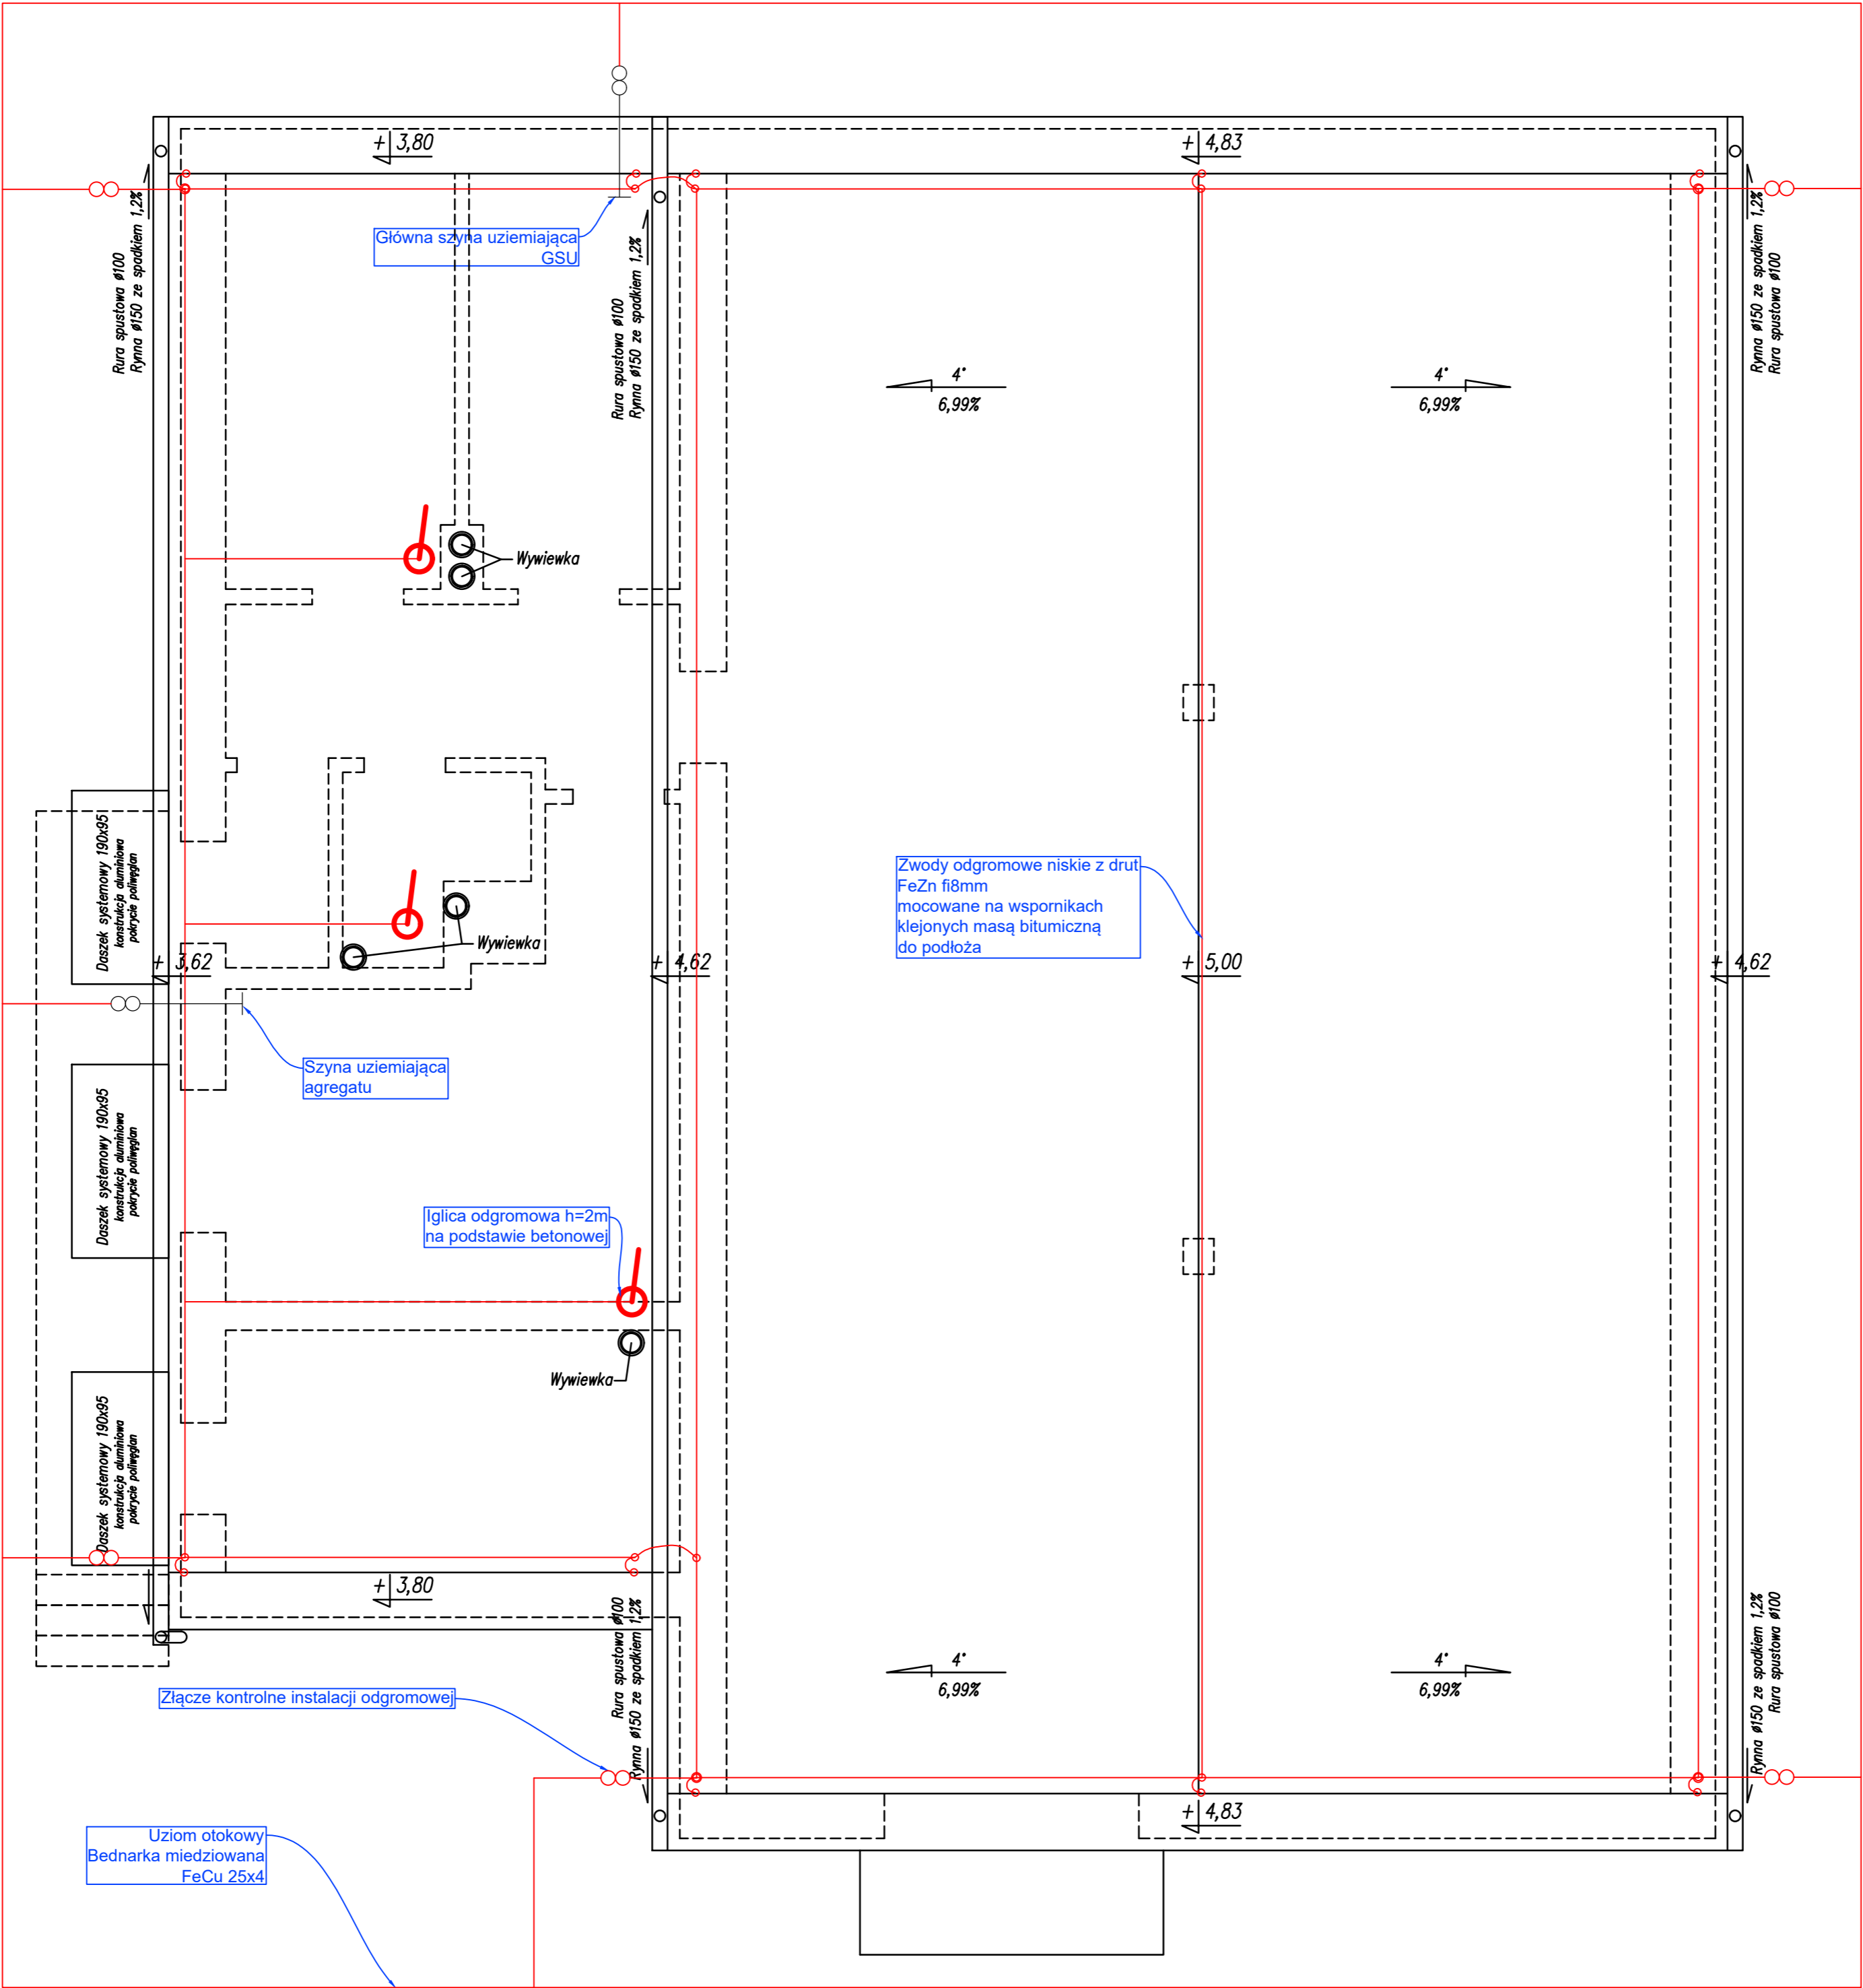 + 3,80
+ 4,83
Rura spustowa ø100
Rynna ø150 ze spadkiem 1,2%
Główna szyna uziemiająca
GSU
Rura spustowa ø100
Rynna ø150 ze spadkiem 1,2%
Rynna ø150 ze spadkiem 1,2%
Rura spustowa ø100
4°
6,99%
4°
6,99%
Wywiewka
Daszek systemowy 190x95
konstrukcja aluminiowa
pokrycie poliwęglan
Zwody odgromowe niskie z drut
FeZn fi8mm
mocowane na wspornikach
klejonych masą bitumiczną
do podłoża
Wywiewka
+ 3,62
+ 4,62
+ 5,00
+ 4,62
Szyna uziemiająca
agregatu
Daszek systemowy 190x95
konstrukcja aluminiowa
pokrycie poliwęglan
Iglica odgromowa h=2m
na podstawie betonowej
Wywiewka
Daszek systemowy 190x95
konstrukcja aluminiowa
pokrycie poliwęglan
+ 3,80
Rura spustowa ø100
Rynna ø150 ze spadkiem 1,2%
Rynna ø150 ze spadkiem 1,2%
Rura spustowa ø100
4°
6,99%
4°
6,99%
Złącze kontrolne instalacji odgromowej
+ 4,83
Uziom otokowy
Bednarka miedziowana
FeCu 25x4